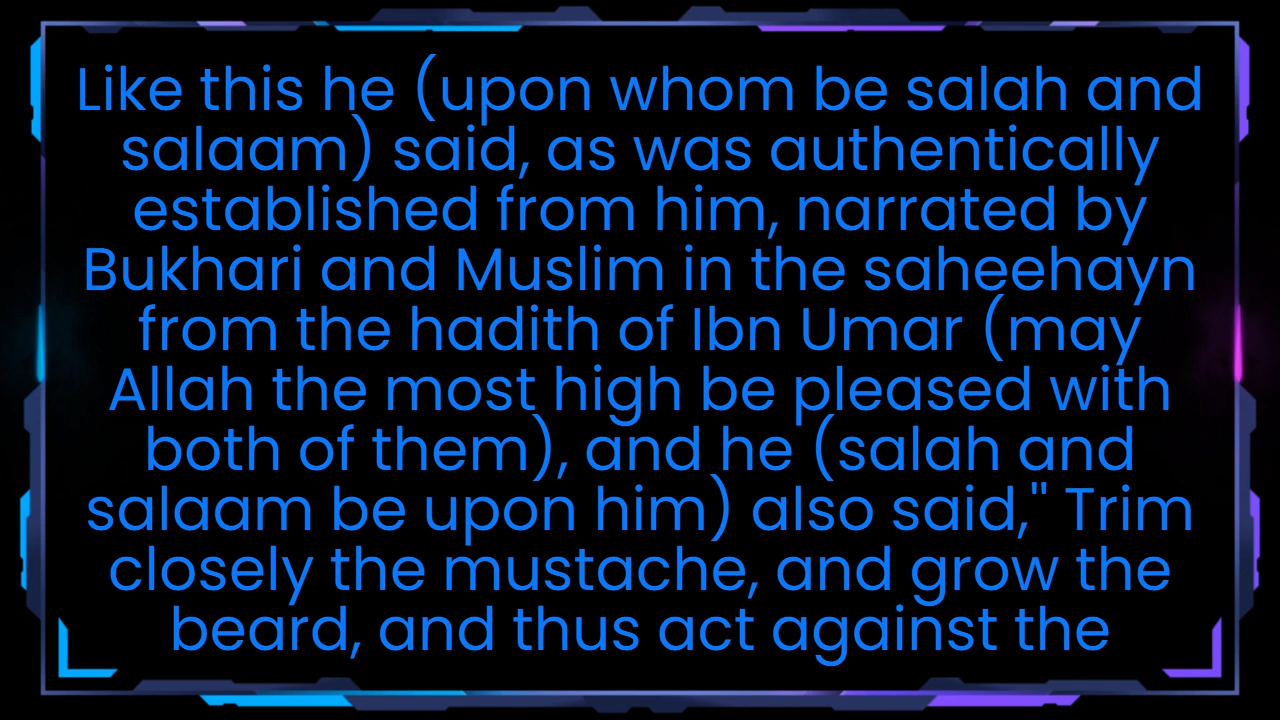 Like this he (upon whom be salah and
salaam) said, as was authentically
established from him, narrated by
Bukhari and Muslim in the saheehayn
from the hadith of Ibn Umar (may
Allah the most high be pleased with
both of them), and he (salah and
salaam be upon him) also said," Trim
closely the mustache, and grow the
beard, and thus act against the